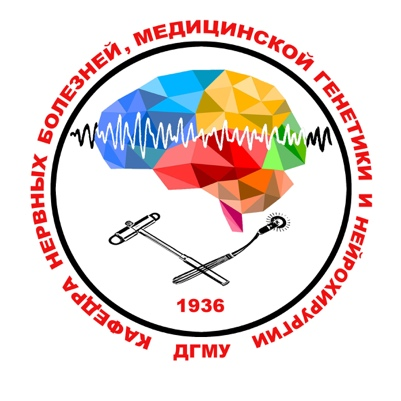 КАФЕДРА НЕРВНЫХ БОЛЕЗНЕЙ, МЕДИЦИНСКОЙ ГЕНЕТИКИ И НЕЙРОХИРУРГИИ
1936
ДГМУ